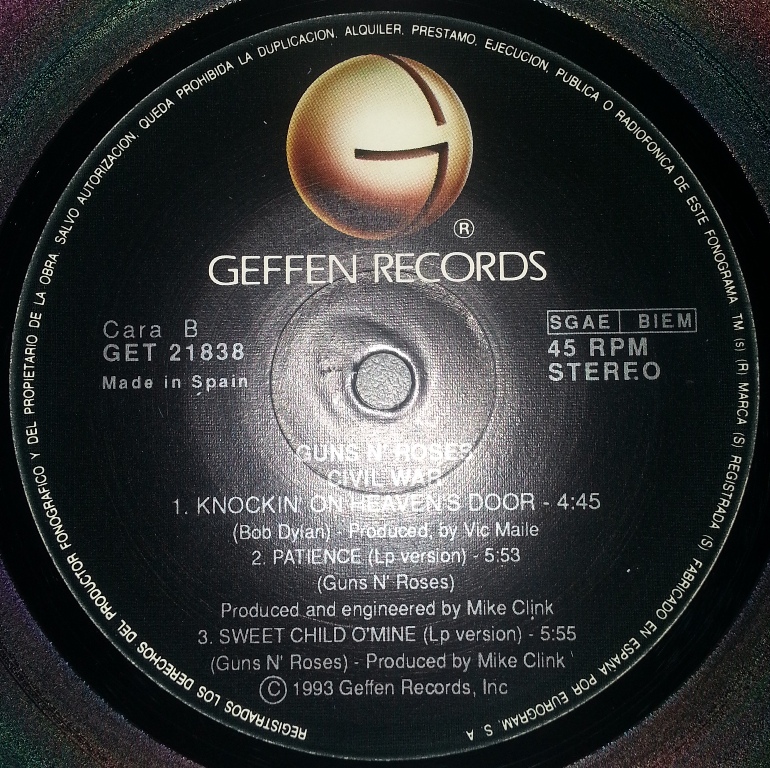 REGISTRADOS LOS DERECHOS DEL PRODUCTOR FONOGRAFICO Y DEL PROPIETARIO DE LA OBRA. SALVO AUTORIZACION, QUEDA PROHIBIDA LA DUPLICACION, ALQUILER, PRESTAMO, EJECUCION, PUBLICA O RADIOFONICA DE ESTE FONOGRAMA TM (S) (R) MARCA (S) REGISTRADA (S) FABRICADO EN ESPAÑA POR EUROGRAM, S A
®
GEFFEN RECORDS
Cara B
GET 21838
Made in Spain
SGAE BIEM
45 RPM
STEREO
GUNS N' ROSES
CIVIL WAR
1. KNOCKIN' ON HEAVEN'S DOOR - 4:45
(Bob Dylan) - Produced, by Vic Maile
2. PATIENCE (Lp version) - 5:53
(Guns N' Roses)
Produced and engineered by Mike Clink
3. SWEET CHILD O'MINE (Lp version) - 5:55
(Guns N' Roses) - Produced by Mike Clink
© 1993 Geffen Records, Inc